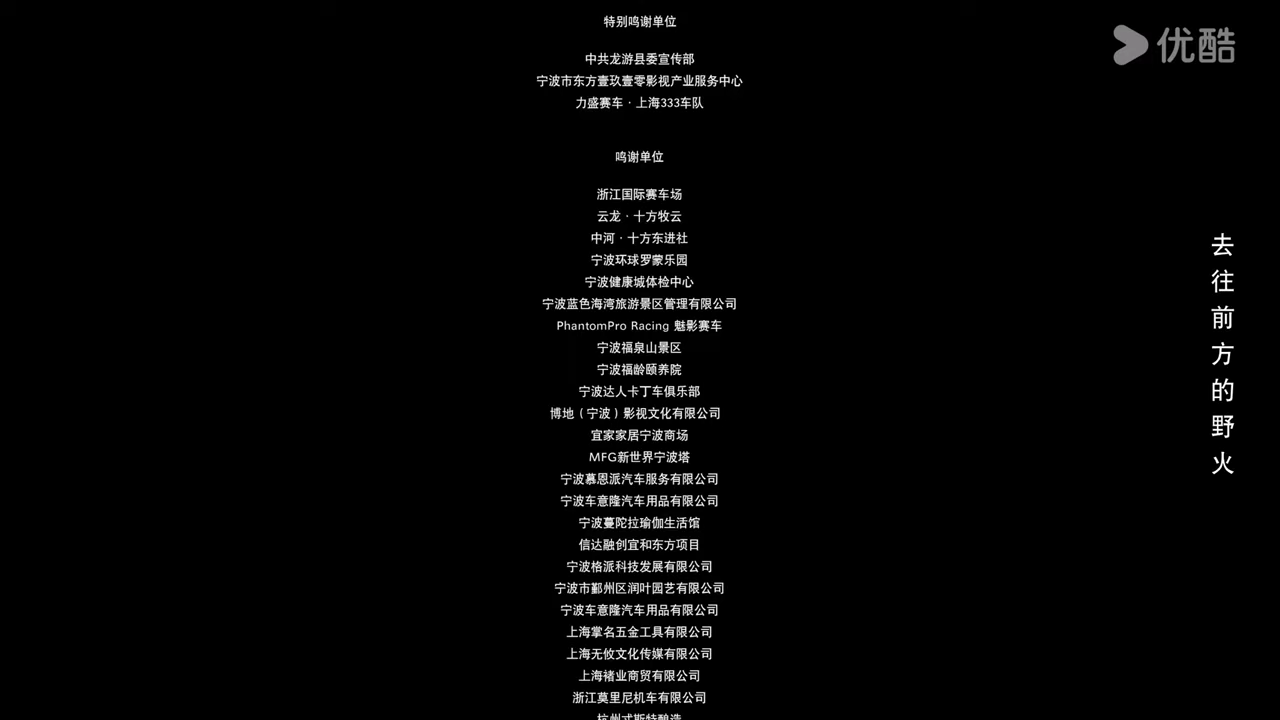 特别鸣谢单位
中共龙游县委宣传部
宁波市东方壹玖壹零影视产业服务中心
力盛赛车·上海333车队
鸣谢单位
浙江国际赛车场
云龙·十方牧云
中河·十方东进社
宁波环球罗蒙乐园
宁波健康城体检中心
宁波蓝色海湾旅游景区管理有限公司
PhantomPro Racing 魅影赛车
宁波福泉山景区
宁波福龄颐养院
宁波达人卡丁车俱乐部
博地（宁波）影视文化有限公司
宜家家居宁波商场
MFG新世界宁波塔
宁波慕恩派汽车服务有限公司
宁波车意隆汽车用品有限公司
宁波蔓陀拉瑜伽生活馆
信达融创宜和东方项目
宁波格派科技发展有限公司
宁波市鄞州区润叶园艺有限公司
宁波车意隆汽车用品有限公司
上海掌名五金工具有限公司
上海无攸文化传媒有限公司
上海褚业商贸有限公司
浙江莫里尼机车有限公司
优酷
去往前方的野火